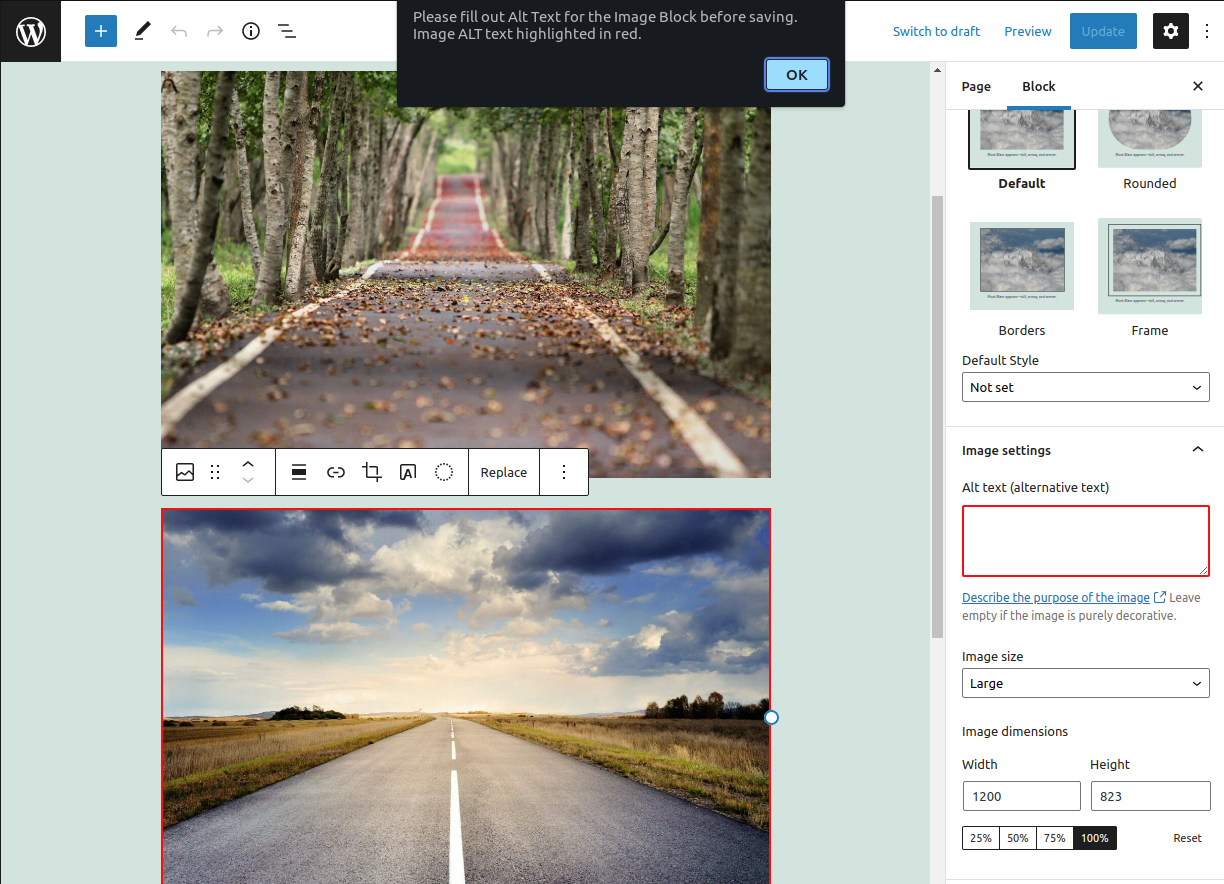 Please fill out Alt Text for the Image Block before saving.
Image ALT text highlighted in red.
OK
Switch to draft
Preview
Update
Page
Block
Default
Rounded
Borders
Frame
Default Style
Not set
Image settings
Alt text (alternative text)
Describe the purpose of the image Leave
empty if the image is purely decorative.
Image size
Large
Image dimensions
Width
Height
1200
823
25%
50%
75%
100%
Reset
Replace